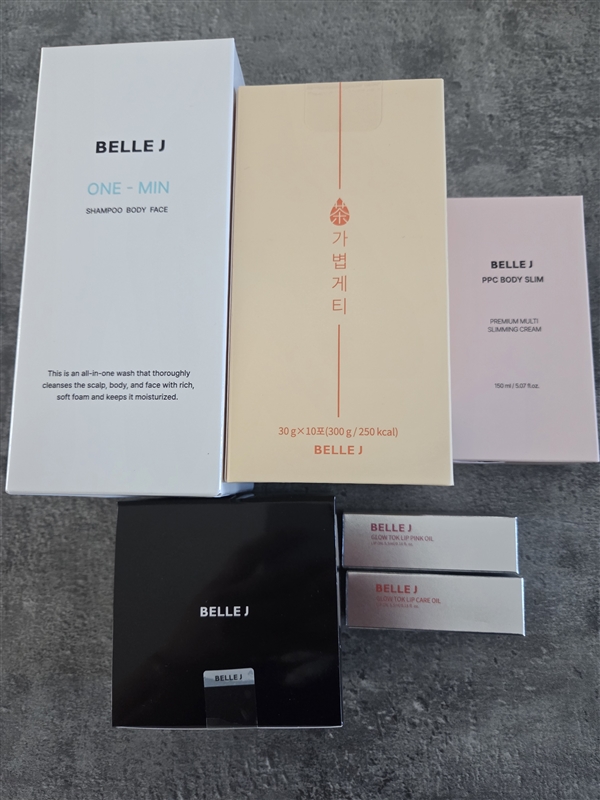 BELLE J
ONE - MIN
SHAMPOO BODY FACE
This is an all-in-one wash that thoroughly
cleanses the scalp, body, and face with rich,
soft foam and keeps it moisturized.
茶
가볍게티
30 g×10포(300 g / 250 kcal)
BELLE J
BELLE J
PPC BODY SLIM
PREMIUM MULTI
SLIMMING CREAM
150 ml / 5.07 fl.oz.
BELLE J
BELLE J
BELLE J
GLOW TOK LIP PINK OIL
BELLE J
GLOW TOK LIP CARE OIL